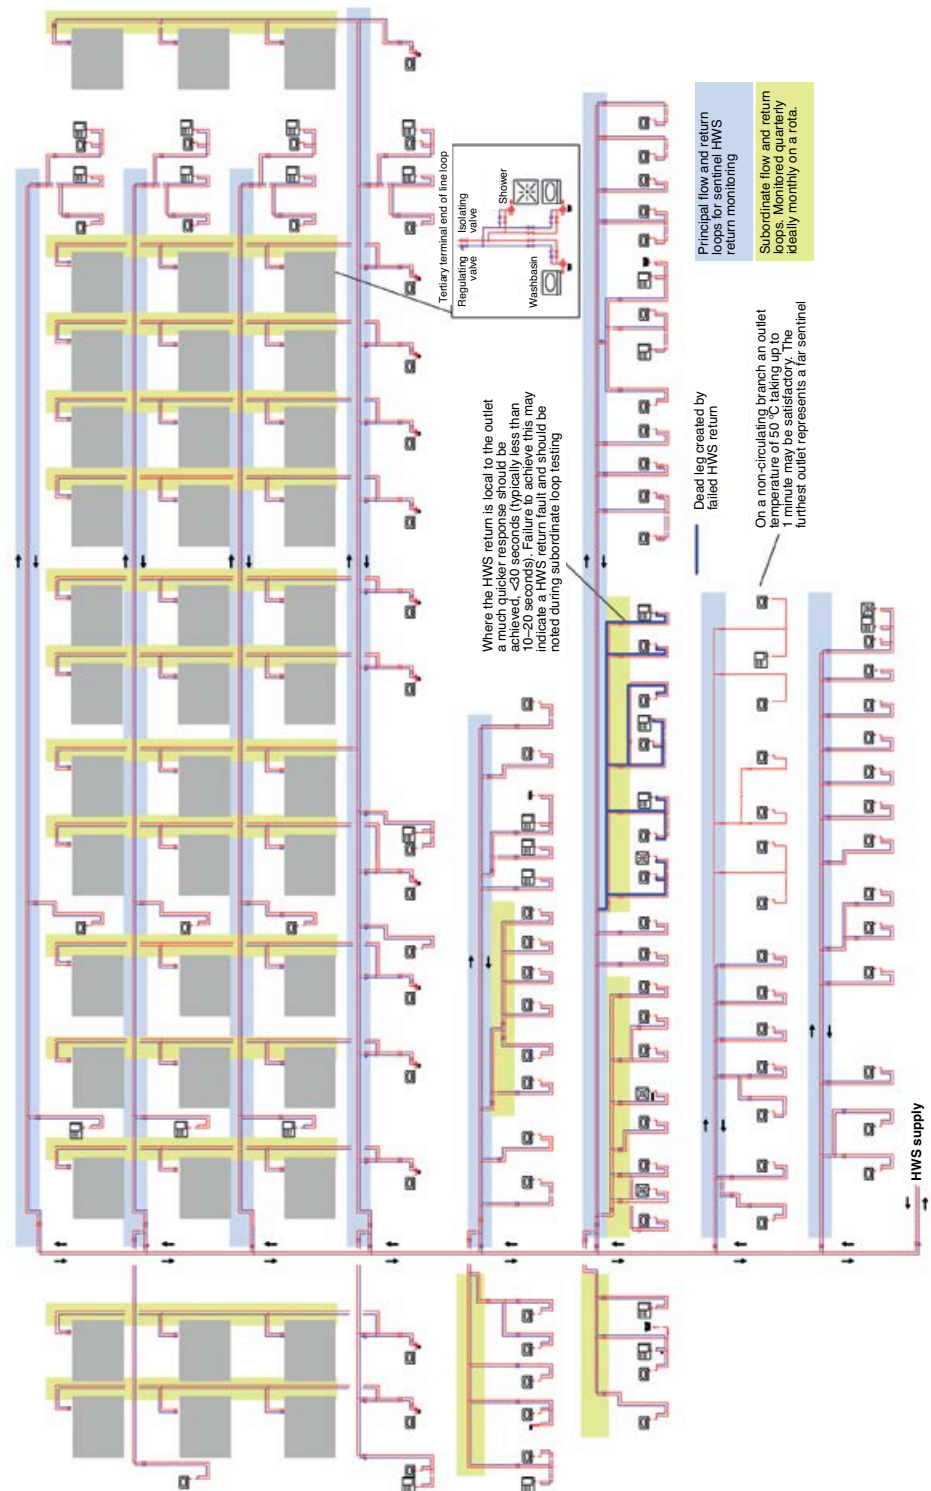 Tertiary terminal end of line loop
Regulating valve
Isolating valve
Shower
Washbasin
Principal flow and return
loops for sentinel HWS
return monitoring
Subordinate flow and return
loops. Monitored quarterly
ideally monthly on a rota.
Where the HWS return is local to the outlet
a much quicker response should be
achieved, <30 seconds (typically less than
10–20 seconds). Failure to achieve this may
indicate a HWS return fault and should be
noted during subordinate loop testing
Dead leg created by
failed HWS return
On a non-circulating branch an outlet
temperature of 50 °C taking up to
1 minute may be satisfactory. The
furthest outlet represents a far sentinel
HWS supply